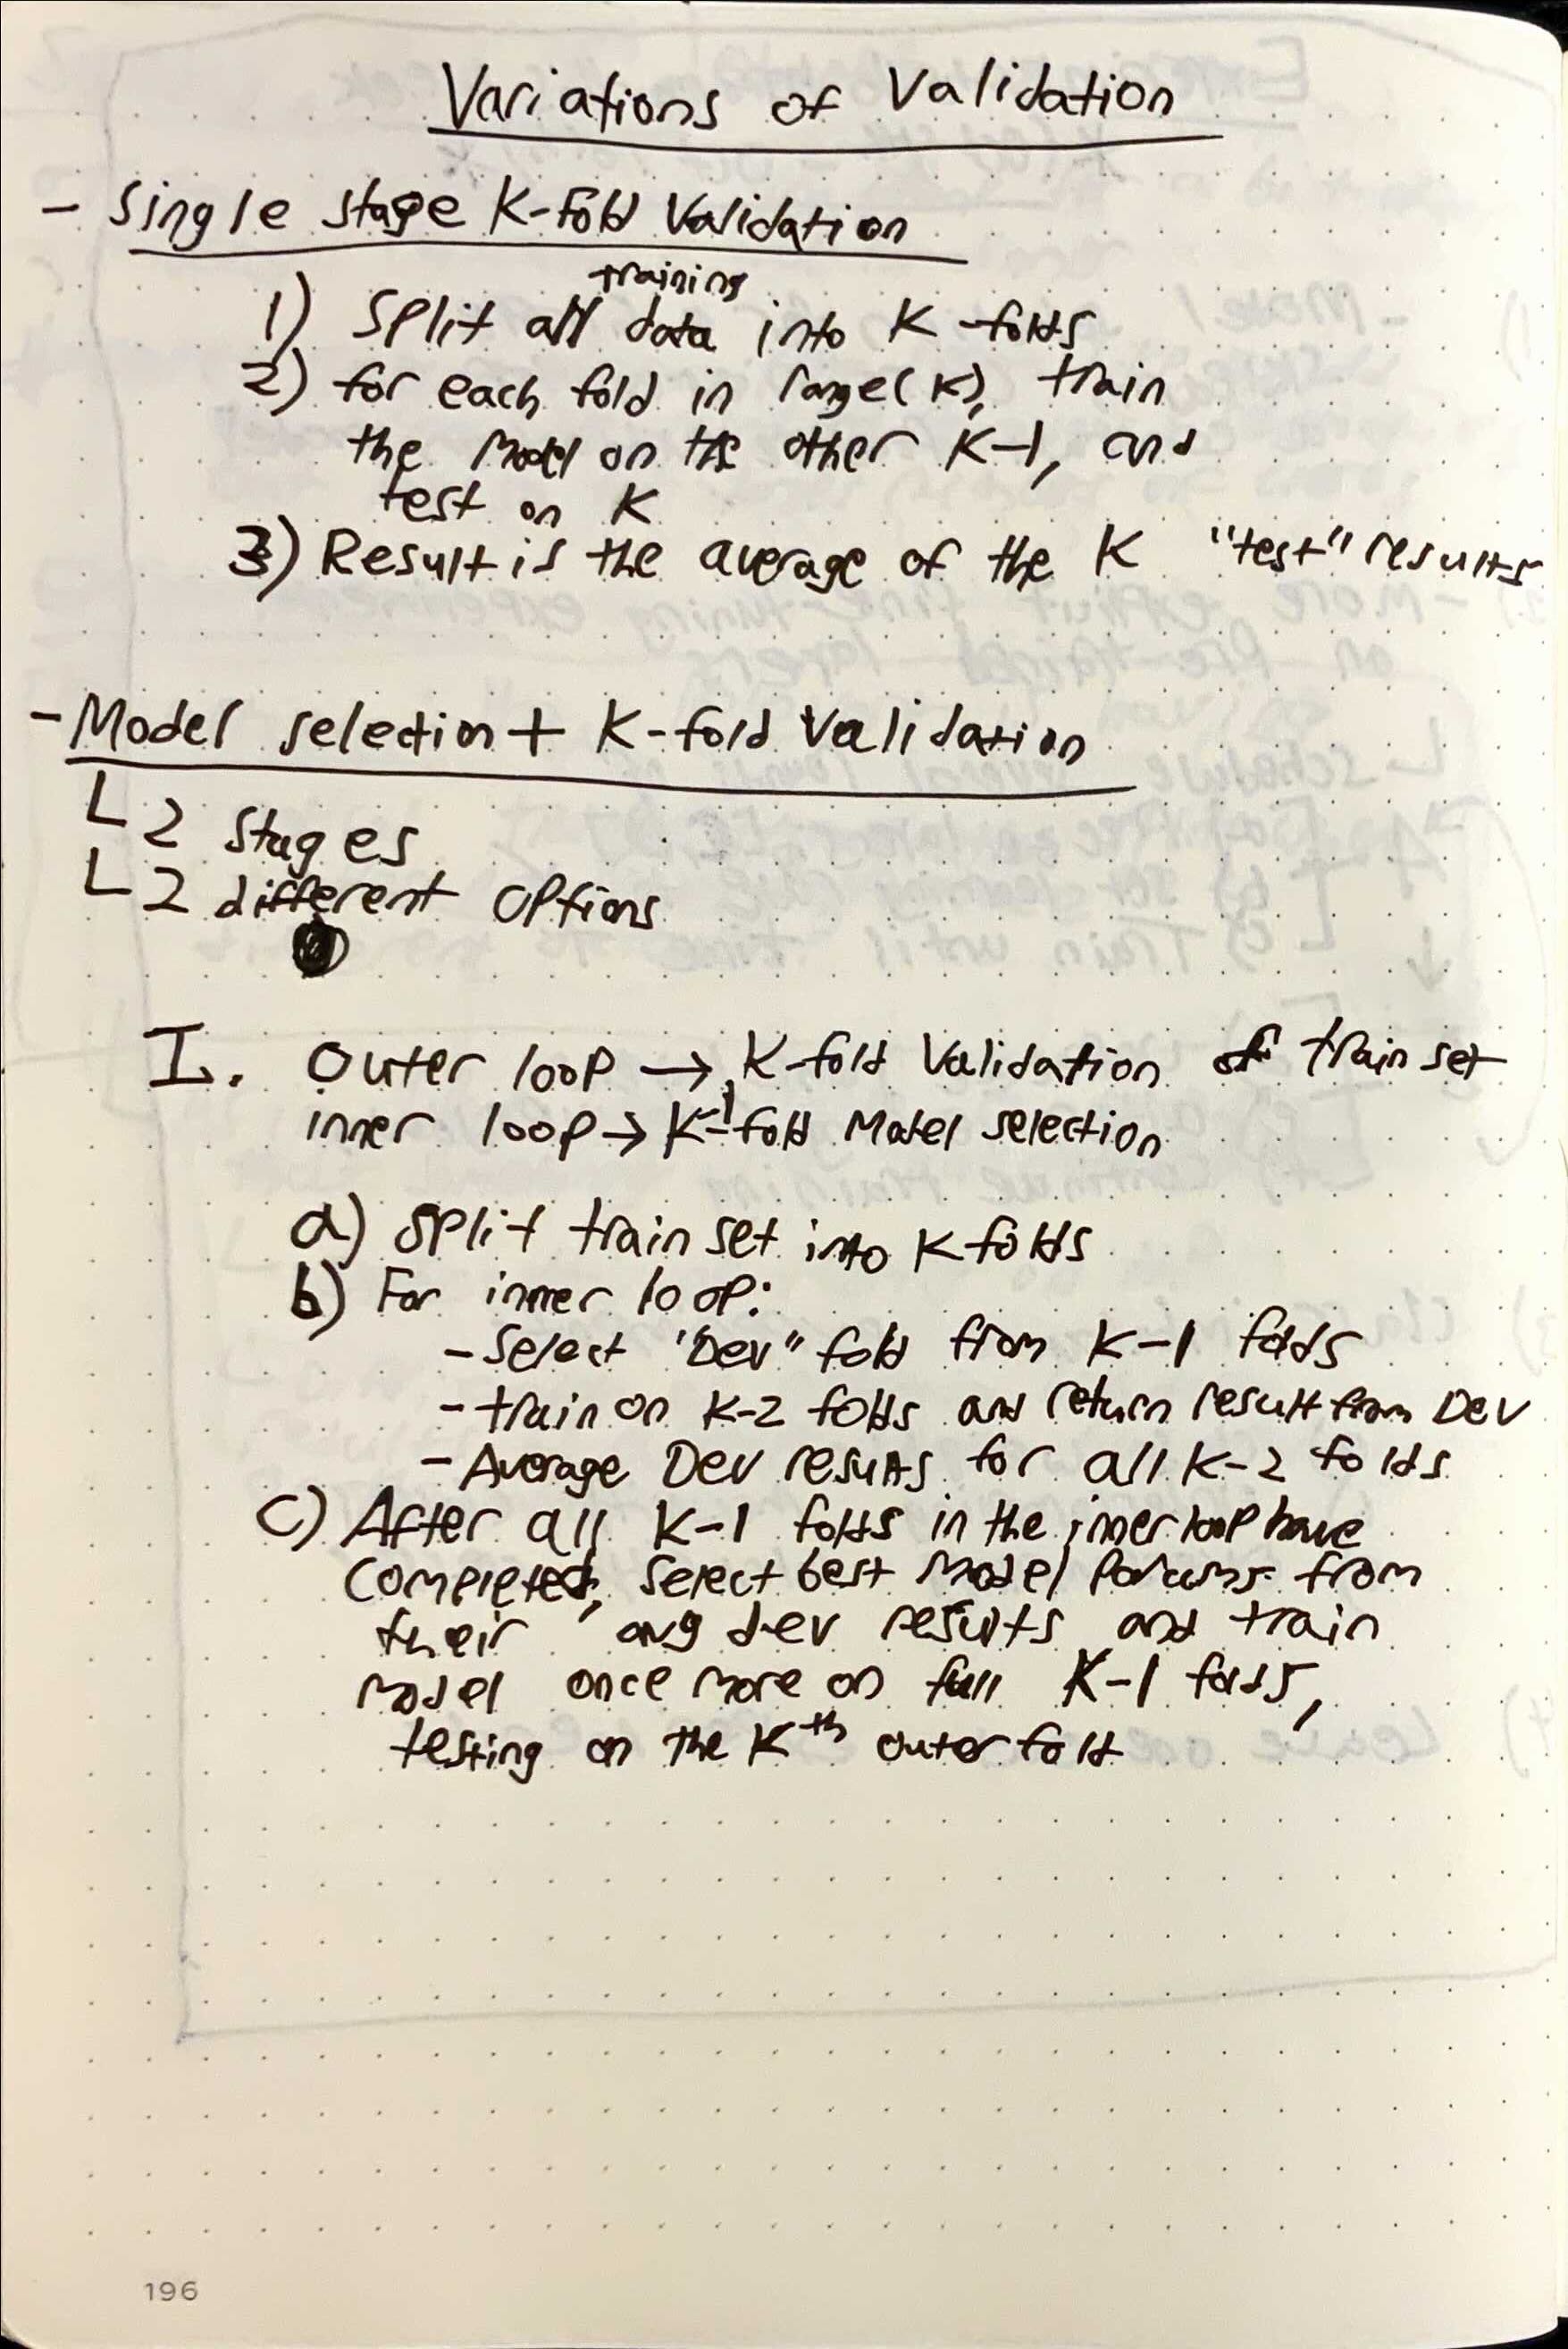 Variations of Validation
- Single stage K-fold Validation
training
1) Split all data into K-folds
2) for each fold in range(K), train
the model on the other K-1, and
test on K
3) Result is the average of the K "test" results
- Model selection + K-fold Validation
L 2 stages
L 2 different options
I. Outer loop → K-fold Validation of train set
inner loop → K-1 fold Model selection
a) Split train set into K folds
b) For inner loop:
- Select "Dev" fold from K-1 folds
- train on K-2 folds and return result from Dev
- Average Dev results for all K-2 folds
c) After all K-1 folds in the inner loop have
completed, select best model params from
their avg dev results and train
model once more on full K-1 folds,
testing on the Kth outer fold
196